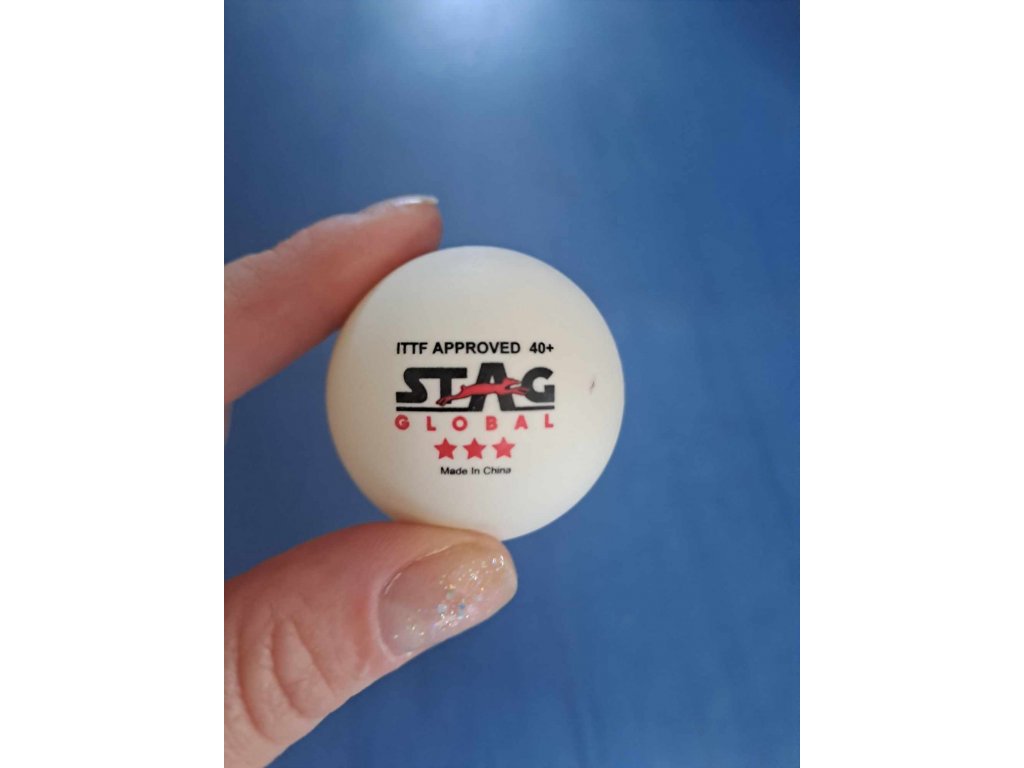 ITTF APPROVED 40+
STAG
GLOBAL
Made In China